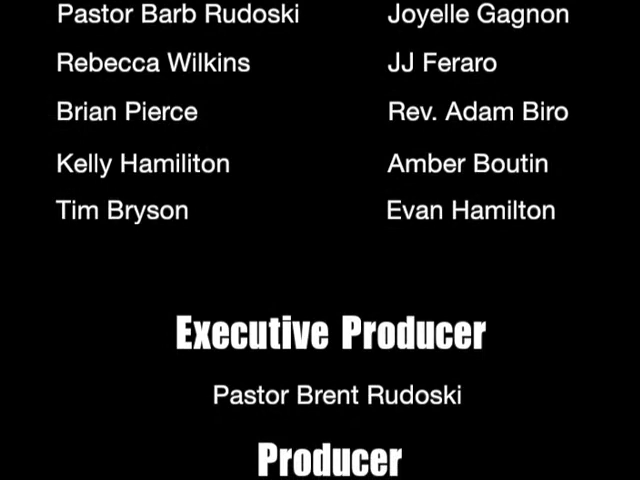 Pastor Barb Rudoski Joyelle Gagnon
Rebecca Wilkins JJ Feraro
Brian Pierce Rev. Adam Biro
Kelly Hamiliton Amber Boutin
Tim Bryson Evan Hamilton
Executive Producer
Pastor Brent Rudoski
Producer